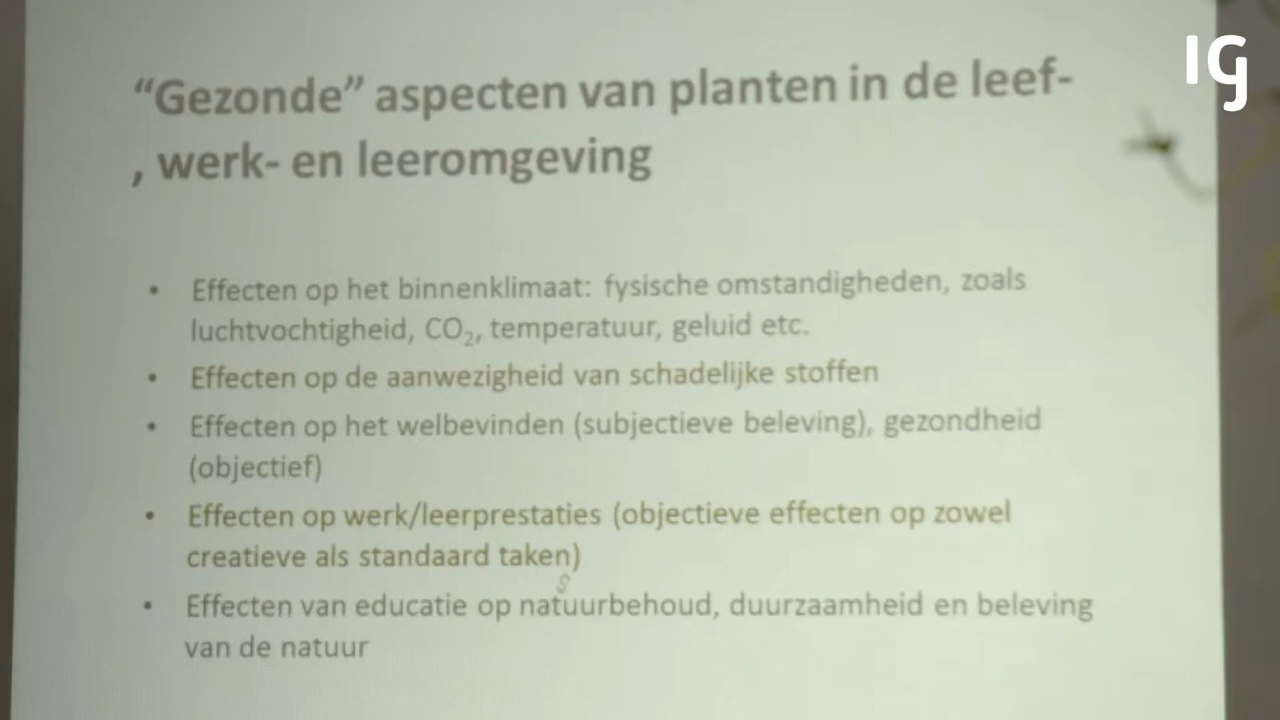 IG
“Gezonde” aspecten van planten in de leef-
, werk- en leeromgeving
• Effecten op het binnenklimaat: fysische omstandigheden, zoals
luchtvochtigheid, CO₂, temperatuur, geluid etc.
• Effecten op de aanwezigheid van schadelijke stoffen
• Effecten op het welbevinden (subjectieve beleving), gezondheid
(objectief)
• Effecten op werk/leerprestaties (objectieve effecten op zowel
creatieve als standaard taken)
• Effecten van educatie op natuurbehoud, duurzaamheid en beleving
van de natuur